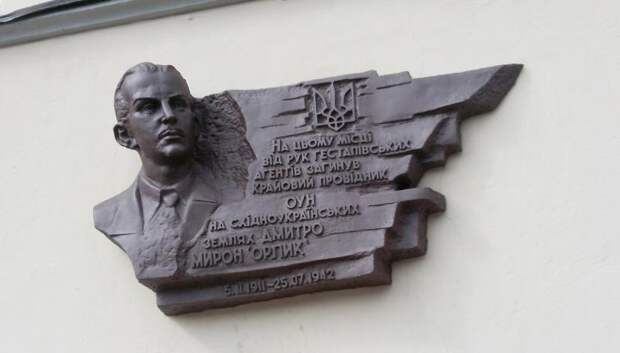 На цьому місці
від рук гестапівських
агентів загинув
крайовий провідник
ОУН
на східноукраїнських
землях Дмитро
Мирон "Орлик"
5.11.1911–25.07.1942